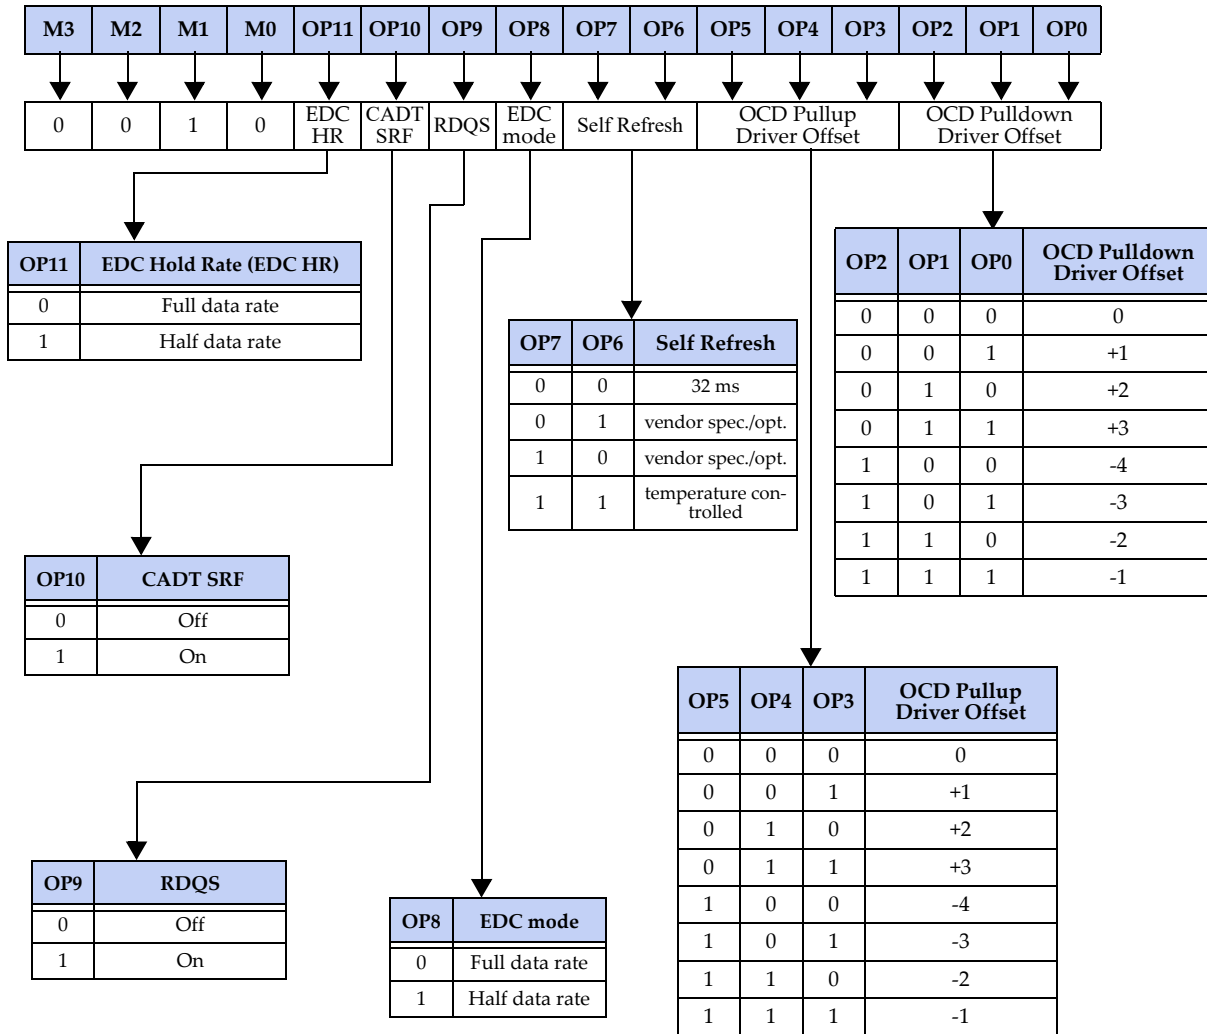 M3 M2 M1 M0 OP11 OP10 OP9 OP8 OP7 OP6 OP5 OP4 OP3 OP2 OP1 OP0
0 0 1 0 EDC HR CADT SRF RDQS EDC mode Self Refresh OCD Pullup Driver Offset OCD Pulldown Driver Offset
OP11 EDC Hold Rate (EDC HR)
0 Full data rate
1 Half data rate
OP2 OP1 OP0 OCD Pulldown Driver Offset
0 0 0 0
0 0 1 +1
0 1 0 +2
0 1 1 +3
1 0 0 -4
1 0 1 -3
1 1 0 -2
1 1 1 -1
OP7 OP6 Self Refresh
0 0 32 ms
0 1 vendor spec./opt.
1 0 vendor spec./opt.
1 1 temperature con-
trolled
OP10 CADT SRF
0 Off
1 On
OP5 OP4 OP3 OCD Pullup Driver Offset
0 0 0 0
0 0 1 +1
0 1 0 +2
0 1 1 +3
1 0 0 -4
1 0 1 -3
1 1 0 -2
1 1 1 -1
OP9 RDQS
0 Off
1 On
OP8 EDC mode
0 Full data rate
1 Half data rate